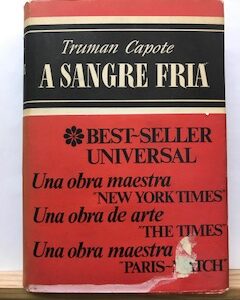 Truman Capote
A SANGRE FRIA
BEST-SELLER
UNIVERSAL
Una obra maestra
"NEW YORK TIMES"
Una obra de arte
"THE TIMES"
Una obra maestra